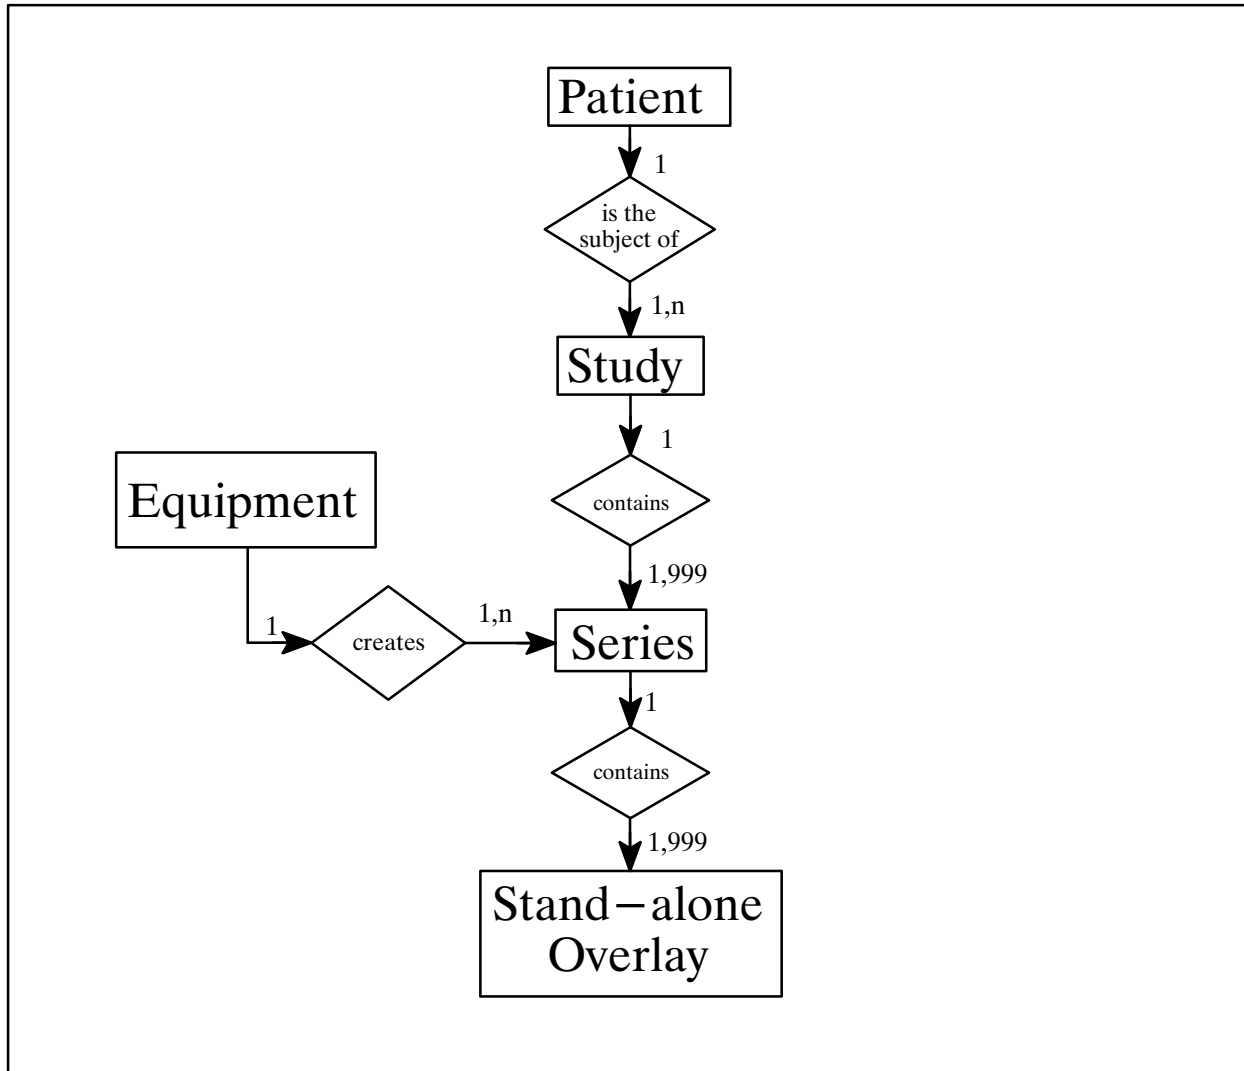 Patient
1
is the
subject of
1,n
Study
1
contains
Equipment
1,999
1
creates
1,n
Series
1
contains
1,999
Stand−alone
Overlay